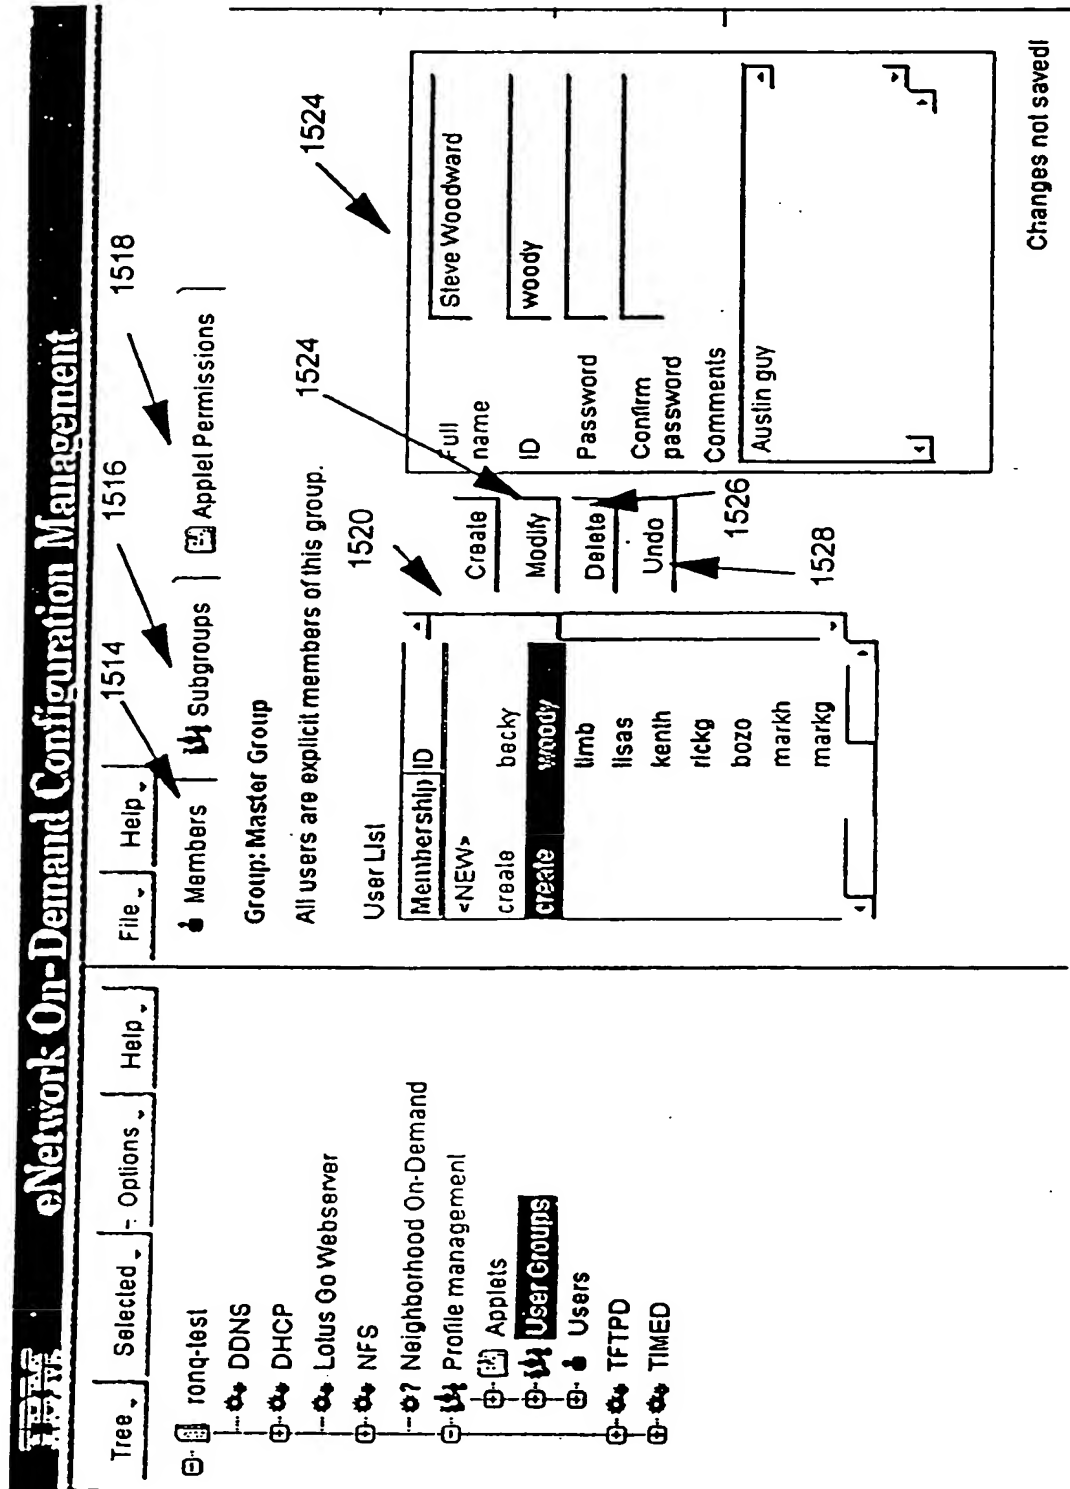 IBM eNetwork On-Demand Configuration Management
Tree Selected Options Help
ronq-test
DDNS
DHCP
Lotus Go Webserver
NFS
? Neighborhood On-Demand
Profile management
Applets
User Groups
Users
TFTPD
TIMED
File Help
1514
1516
1518
Members Subgroups Applet Permissions
Group: Master Group
All users are explicit members of this group.
1520
1524
1524
User List
Membership ID
<NEW>
create becky
create woody
timb
lisas
kenth
rickg
bozo
markh
markg
Create
Modify
Delete
Undo
1526
1528
Full name Steve Woodward
ID woody
Password
Confirm password
Comments
Austin guy
Changes not saved!